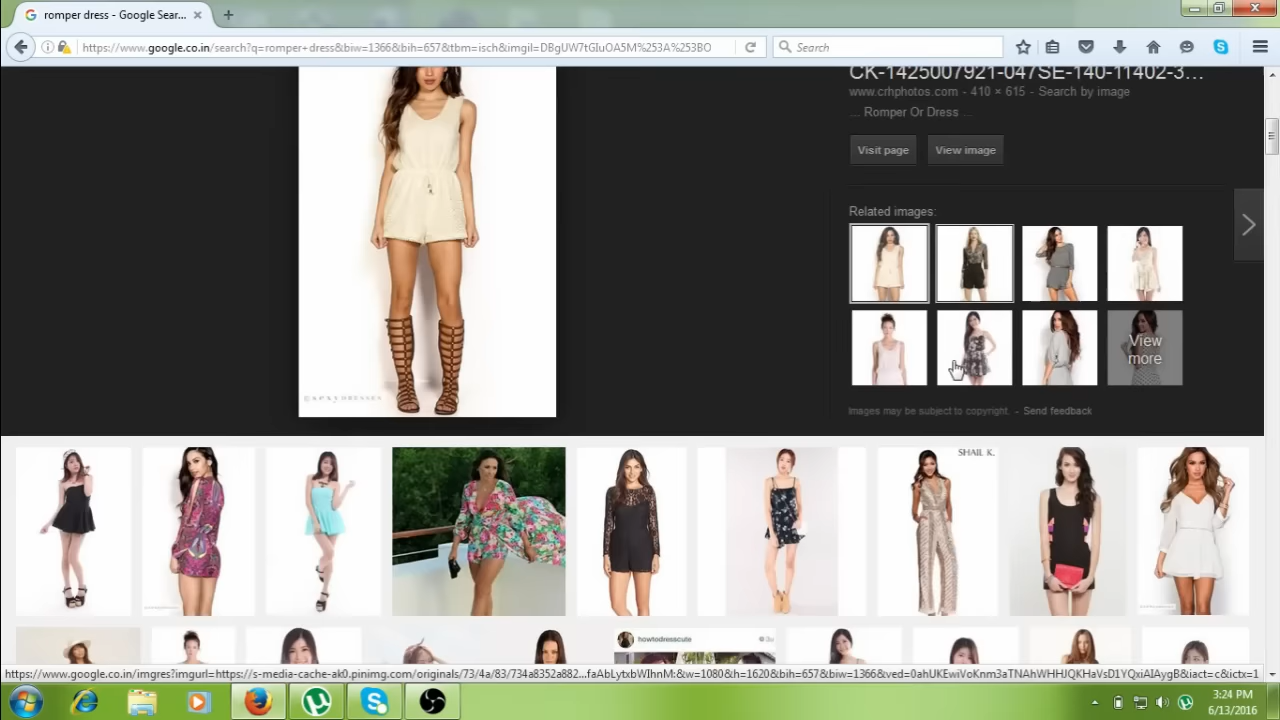 romper dress - Google Sear...
https://www.google.co.in/search?q=romper+dress&biw=1366&bih=657&tbm=isch&imgil=DBgUW7tGIuOA5M%253A%253BO
Search
CK-1425007921-047SE-140-11402-3...
www.crhphotos.com - 410 × 615 - Search by image
... Romper Or Dress ...
Visit page
View image
Related images:
View
more
Images may be subject to copyright. - Send feedback
SHAIL K.
howtodresscute
https://www.google.co.in/imgres?imgurl=https://s-media-cache-ak0.pinimg.com/originals/73/4a/83/734a8352a882...faAbLytxbWIhnM:&w=1080&h=1620&bih=657&biw=1366&ved=0ahUKEwiVoKnm3aTNAhWHHJQKHaVsD1YQxiAIAygB&iact=c&ictx=1
3:24 PM
6/13/2016